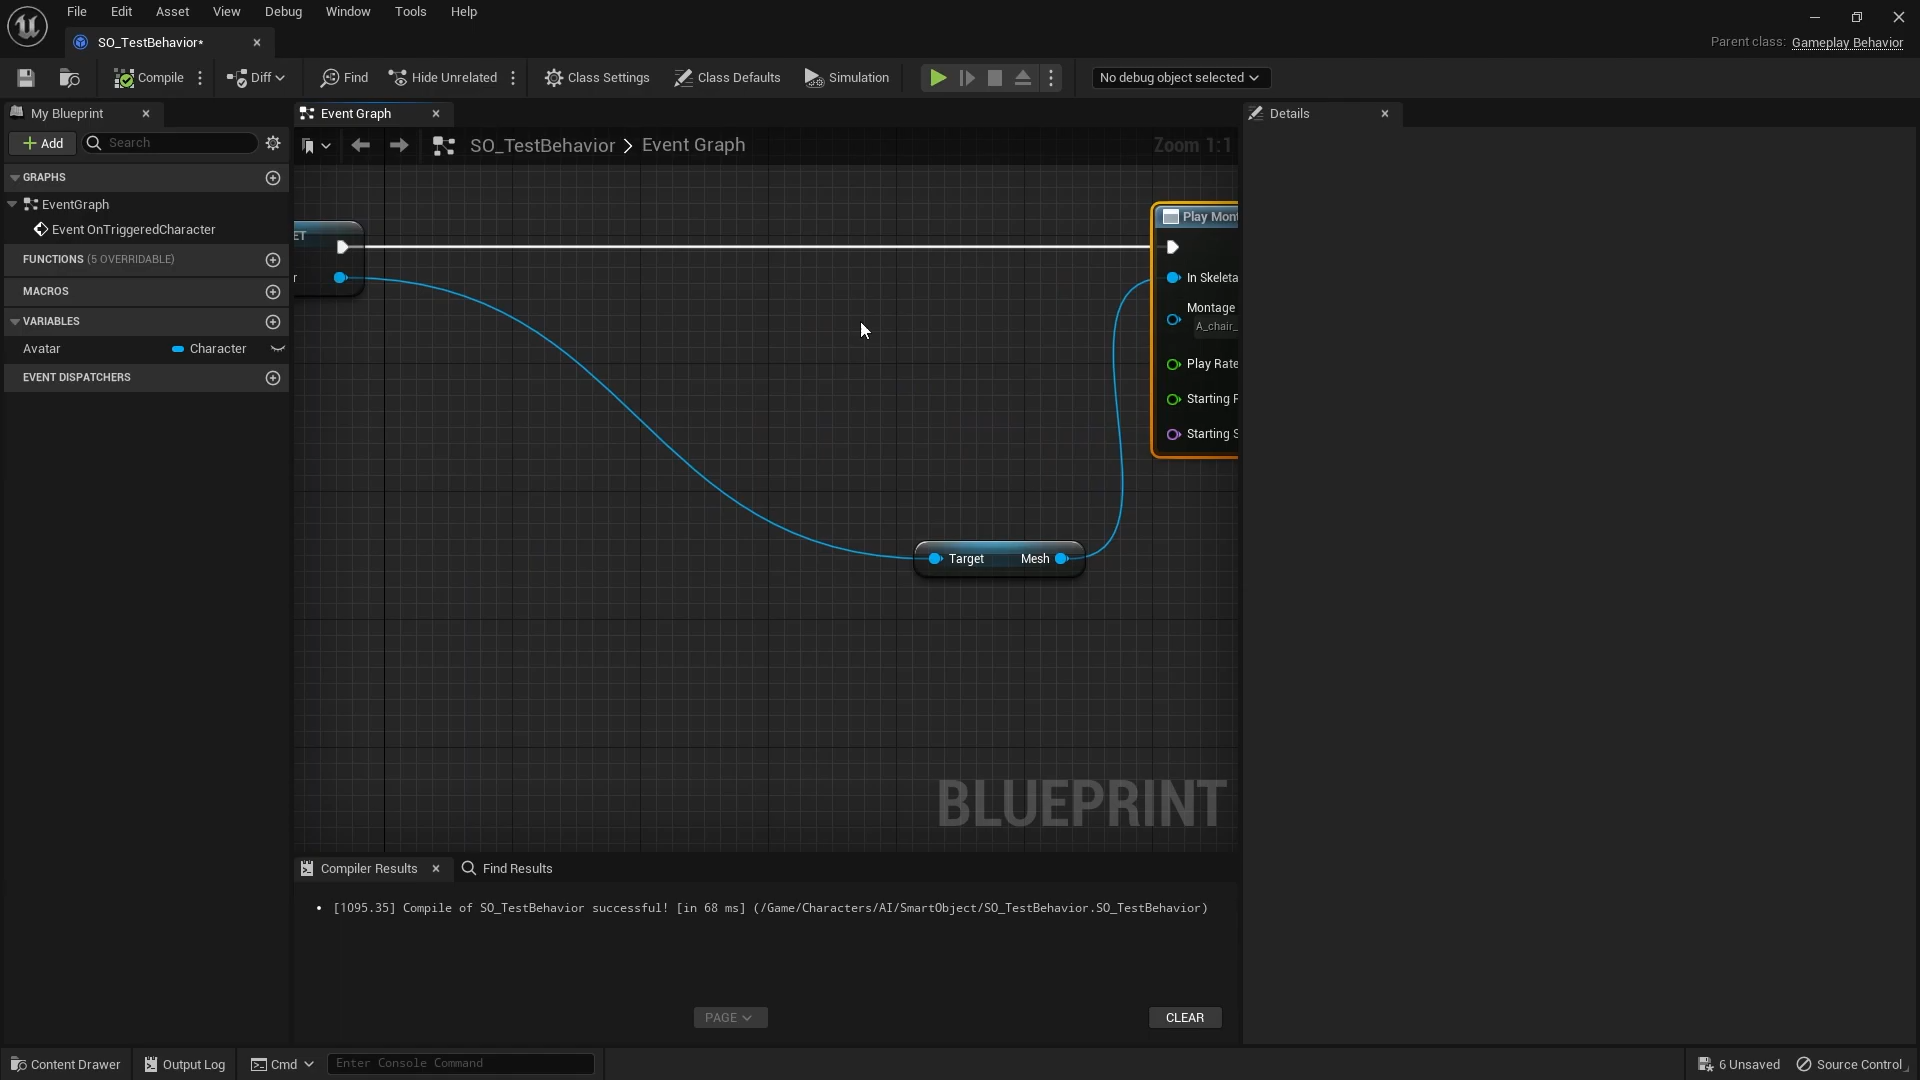 File Edit Asset View Debug Window Tools Help
SO_TestBehavior*
Parent class: Gameplay Behavior
Compile Diff Find Hide Unrelated Class Settings Class Defaults Simulation No debug object selected
My Blueprint
Event Graph
Details
Add Search
SO_TestBehavior > Event Graph
Zoom 1:1
GRAPHS
EventGraph
Event OnTriggeredCharacter
FUNCTIONS (5 OVERRIDABLE)
MACROS
VARIABLES
Avatar Character
EVENT DISPATCHERS
ET
r
Play Mont
In Skeleta
Montage
A_chair_
Play Rate
Starting P
Starting S
Target Mesh
BLUEPRINT
Compiler Results Find Results
• [1095.35] Compile of SO_TestBehavior successful! [in 68 ms] (/Game/Characters/AI/SmartObject/SO_TestBehavior.SO_TestBehavior)
PAGE
CLEAR
Content Drawer Output Log Cmd Enter Console Command 6 Unsaved Source Control